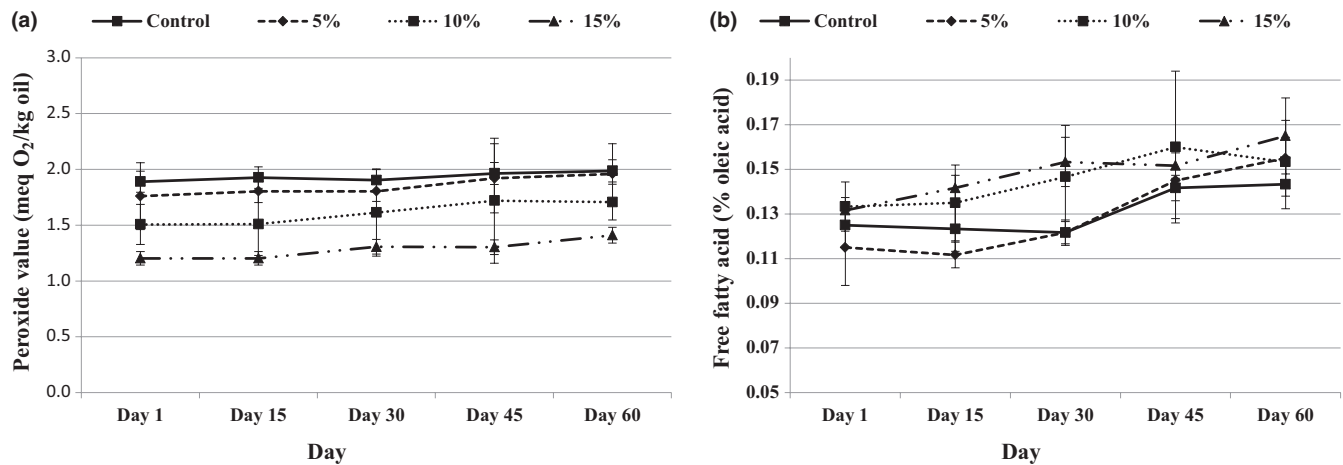 (a) Control 5% 10% 15%
Peroxide value (meq O₂/kg oil)
3.0
2.5
2.0
1.5
1.0
0.5
0.0
Day 1 Day 15 Day 30 Day 45 Day 60
Day
(b) Control 5% 10% 15%
Free fatty acid (% oleic acid)
0.19
0.17
0.15
0.13
0.11
0.09
0.07
0.05
Day 1 Day 15 Day 30 Day 45 Day 60
Day